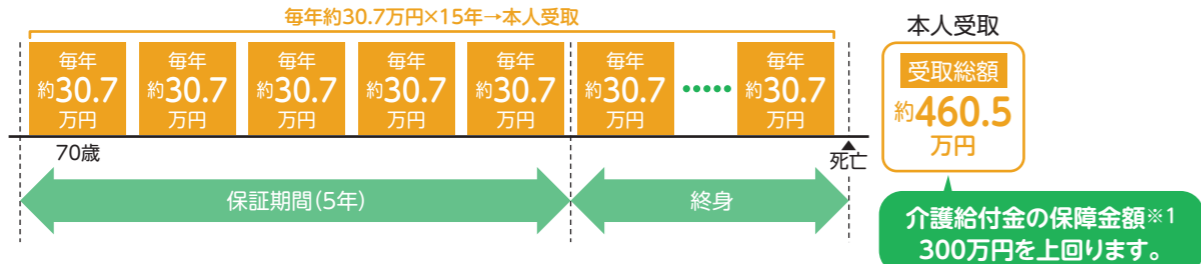 毎年約30.7万円×15年→本人受取
毎年
約30.7
万円
毎年
約30.7
万円
毎年
約30.7
万円
毎年
約30.7
万円
毎年
約30.7
万円
毎年
約30.7
万円
•••••
毎年
約30.7
万円
70歳
死亡
保証期間(5年)
終身
本人受取
受取総額
約460.5
万円
介護給付金の保障金額※1
300万円を上回ります。